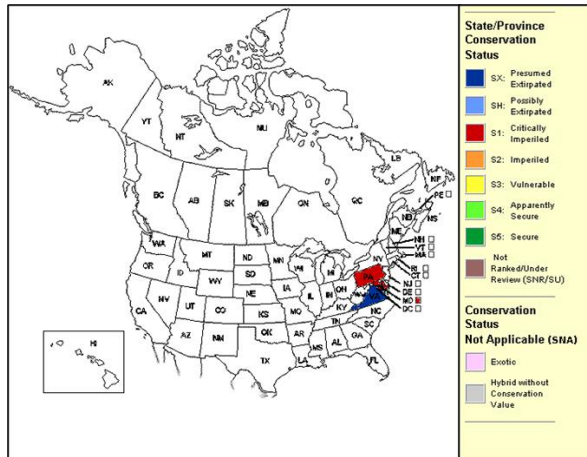 State/Province
Conservation
Status
SX: Presumed
Extirpated
SH: Possibly
Extirpated
S1: Critically
Imperiled
S2: Imperiled
S3: Vulnerable
S4: Apparently
Secure
S5: Secure
Not
Ranked/Under
Review (SNR/SU)
Conservation
Status
Not Applicable (SNA)
Exotic
Hybrid without
Conservation
Value
AK
YT
NT
NU
BC
AB
SK
MB
ON
QC
LB
NF
PE
NB
NS
ME
NH
VT
MA
RI
CT
NJ
DE
MD
DC
WA
MT
ND
MN
WI
MI
NY
OR
ID
WY
SD
IA
PA
NE
IL
IN
OH
NV
UT
CO
KS
MO
KY
VA
CA
NC
TN
AZ
NM
OK
AR
SC
MS
AL
GA
TX
LA
FL
HI